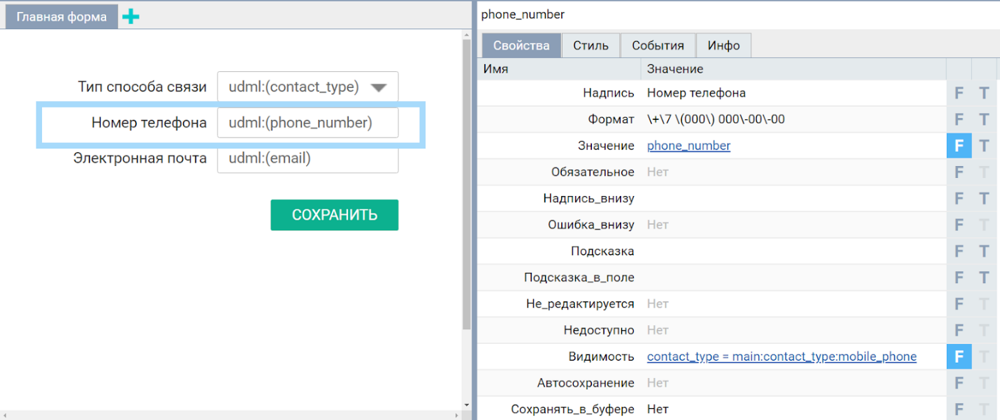 Главная форма
Тип способа связи udml:(contact_type)
Номер телефона udml:(phone_number)
Электронная почта udml:(email)
СОХРАНИТЬ
phone_number
Свойства Стиль События Инфо
Имя Значение
Надпись Номер телефона F T
Формат \+\7 \(000\) 000\-00\-00 F T
Значение phone_number F T
Обязательное Нет F T
Надпись_внизу F T
Ошибка_внизу Нет F T
Подсказка F T
Подсказка_в_поле F T
Не_редактируется Нет F T
Недоступно Нет F T
Видимость contact_type = main:contact_type:mobile_phone F T
Автосохранение Нет F T
Сохранять_в_буфере Нет F T